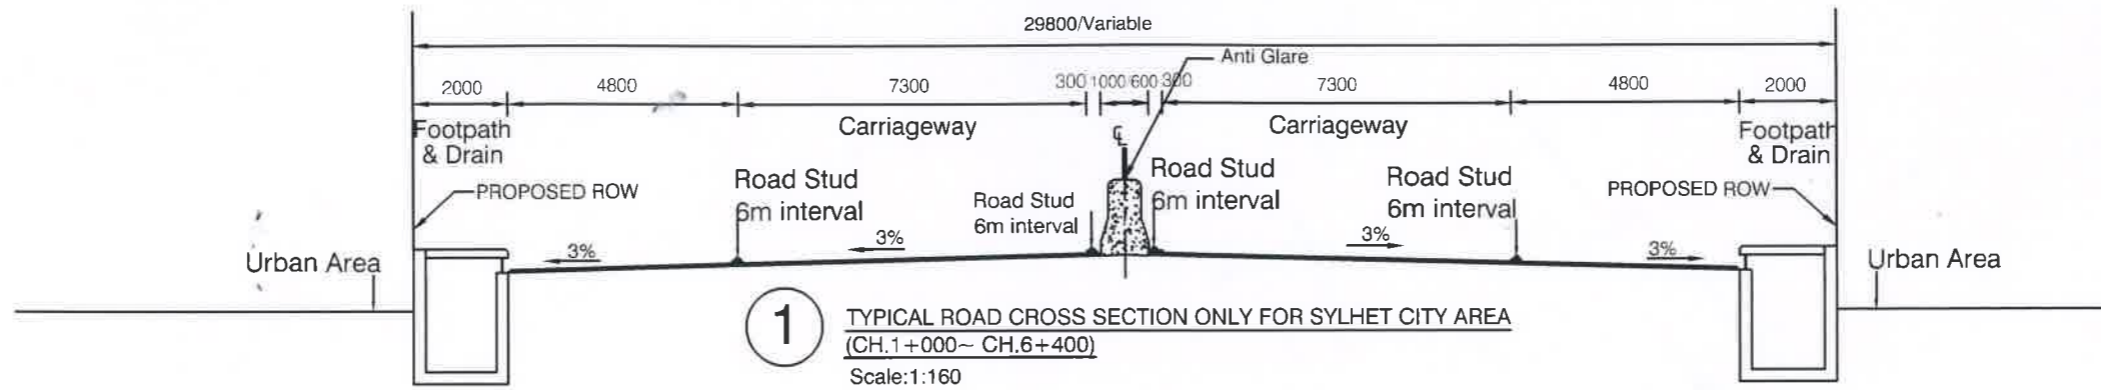 29800/Variable
Anti Glare
2000
4800
7300
300
1000/600
300
7300
4800
2000
Footpath
& Drain
Carriageway
Carriageway
Footpath
& Drain
℄
PROPOSED ROW
Road Stud
6m interval
Road Stud
6m interval
Road Stud
6m interval
Road Stud
6m interval
PROPOSED ROW
Urban Area
3%
3%
3%
3%
Urban Area
1
TYPICAL ROAD CROSS SECTION ONLY FOR SYLHET CITY AREA
(CH.1+000~ CH.6+400)
Scale:1:160